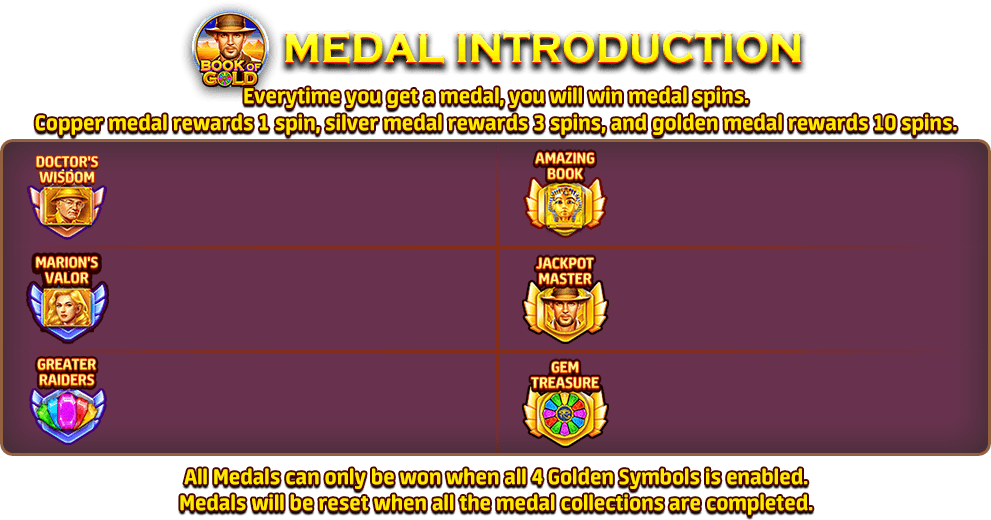 BOOK OF
GOLD
MEDAL INTRODUCTION
Everytime you get a medal, you will win medal spins.
Copper medal rewards 1 spin, silver medal rewards 3 spins, and golden medal rewards 10 spins.
DOCTOR'S
WISDOM
AMAZING
BOOK
MARION'S
VALOR
JACKPOT
MASTER
GREATER
RAIDERS
GEM
TREASURE
All Medals can only be won when all 4 Golden Symbols is enabled.
Medals will be reset when all the medal collections are completed.